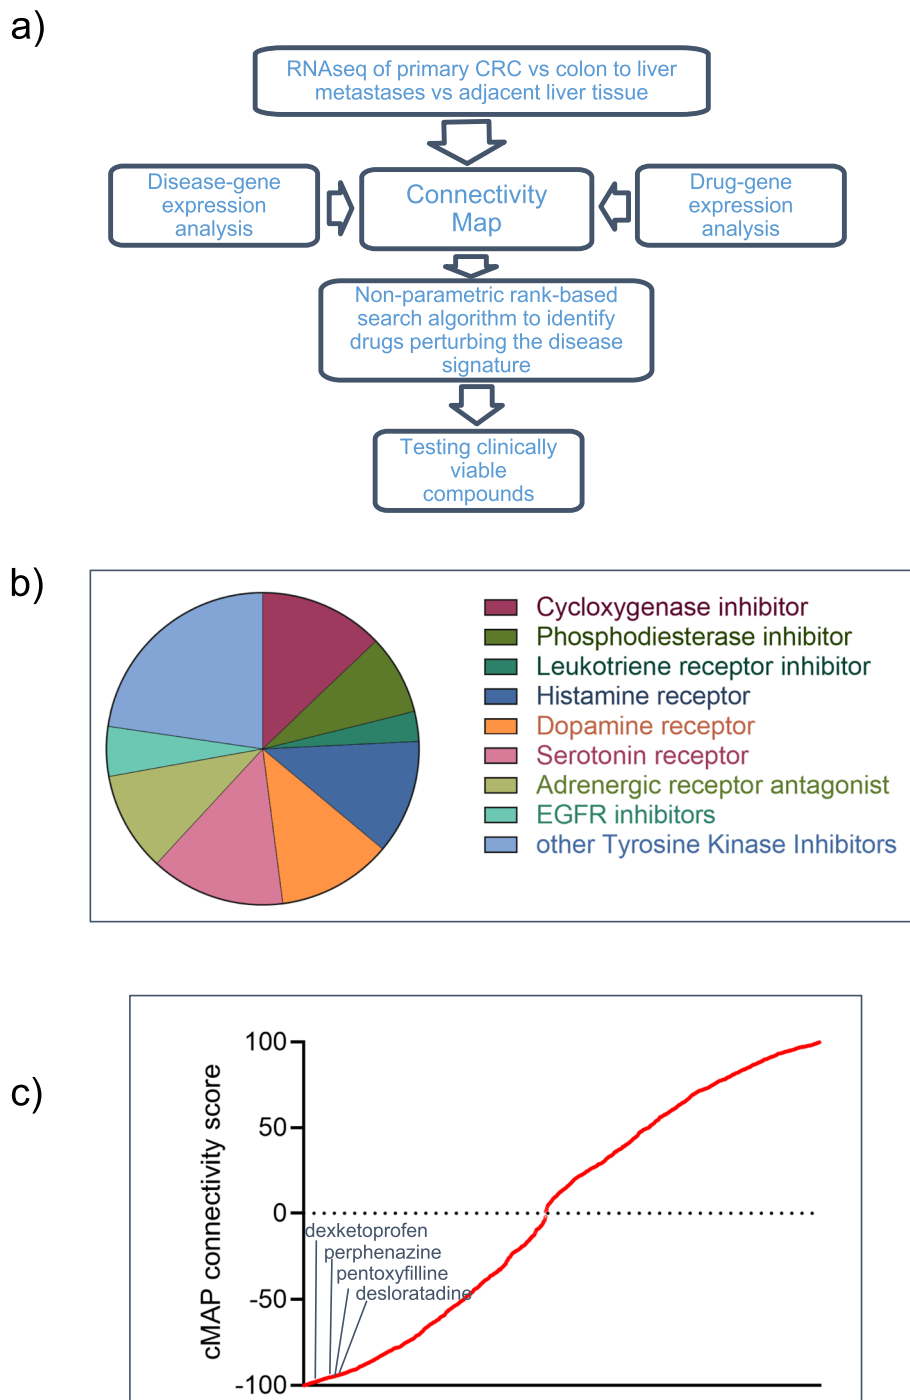 a)
RNAseq of primary CRC vs colon to liver
metastases vs adjacent liver tissue
Disease-gene
expression
analysis
Connectivity
Map
Drug-gene
expression
analysis
Non-parametric rank-based
search algorithm to identify
drugs perturbing the disease
signature
Testing clinically
viable
compounds
b)
Cycloxygenase inhibitor
Phosphodiesterase inhibitor
Leukotriene receptor inhibitor
Histamine receptor
Dopamine receptor
Serotonin receptor
Adrenergic receptor antagonist
EGFR inhibitors
other Tyrosine Kinase Inhibitors
c)
cMAP connectivity score
100
50
0
-50
-100
dexketoprofen
perphenazine
pentoxyfilline
desloratadine